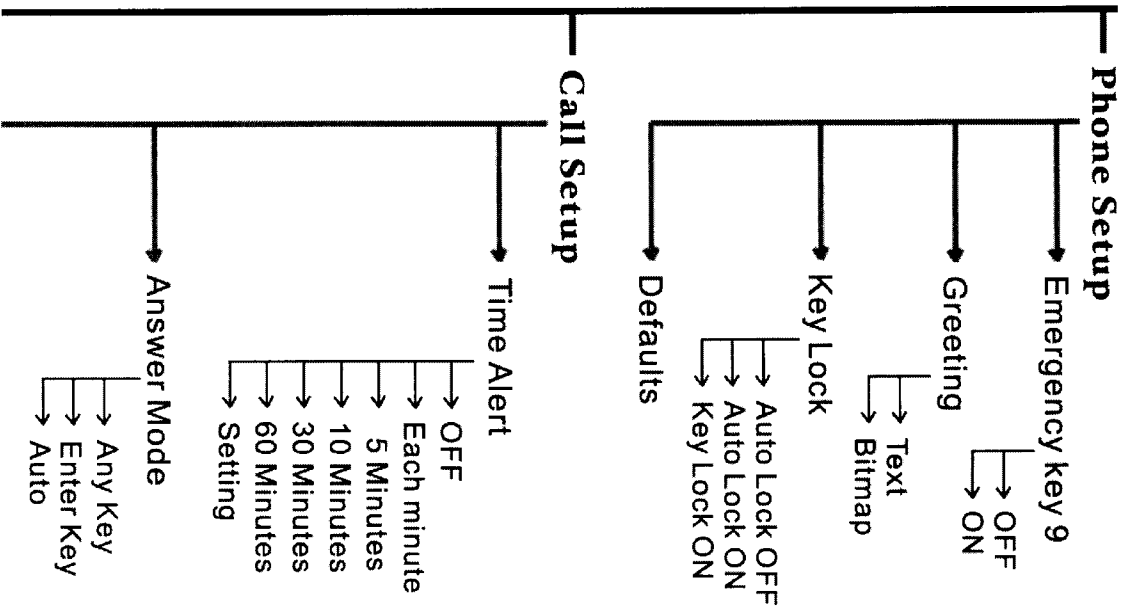 Phone Setup
Emergency key 9
OFF
ON
Greeting
Text
Bitmap
Key Lock
Auto Lock OFF
Auto Lock ON
Key Lock ON
Defaults
Call Setup
Time Alert
OFF
Each minute
5 Minutes
10 Minutes
30 Minutes
60 Minutes
Setting
Answer Mode
Any Key
Enter Key
Auto